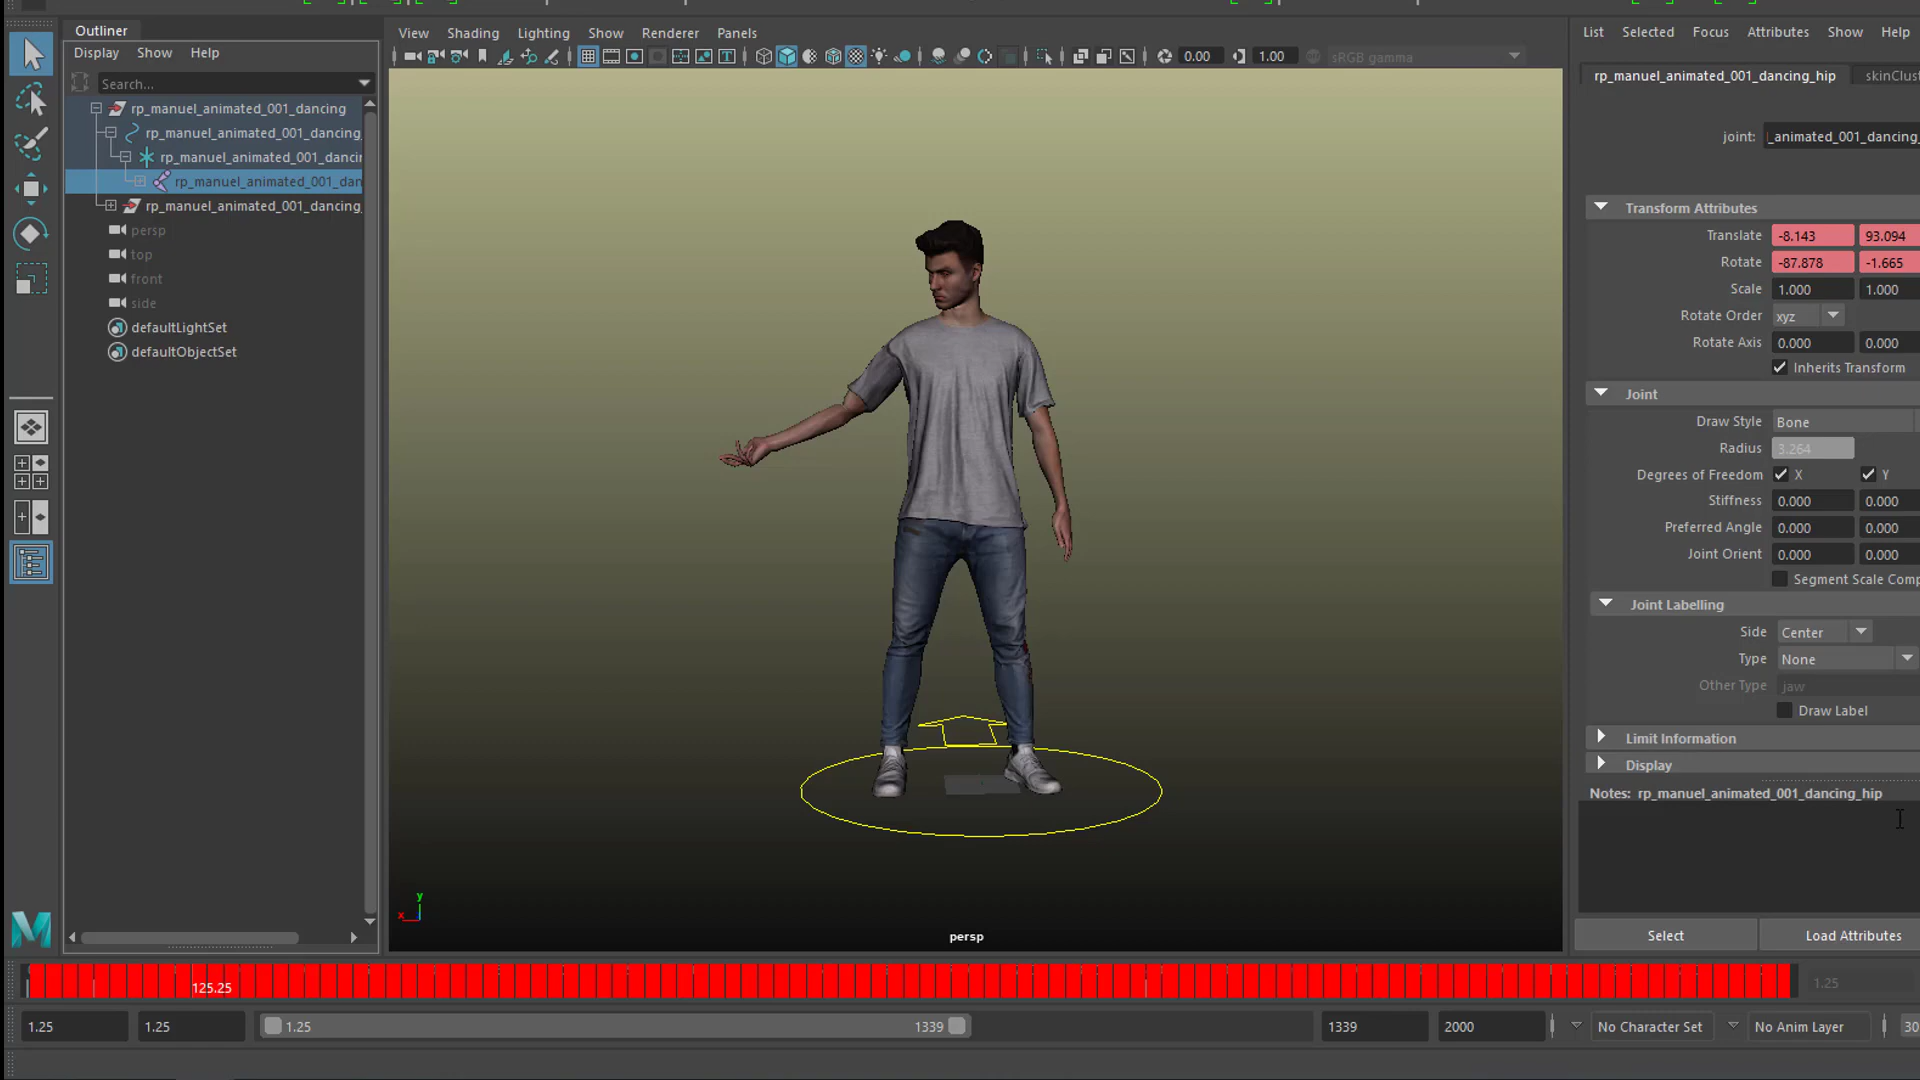 Outliner
Display Show Help
Search...
rp_manuel_animated_001_dancing
rp_manuel_animated_001_dancing_
rp_manuel_animated_001_dancin
rp_manuel_animated_001_dan
rp_manuel_animated_001_dancing_
persp
top
front
side
defaultLightSet
defaultObjectSet
View Shading Lighting Show Renderer Panels
0.00 1.00 sRGB gamma
y
x
persp
List Selected Focus Attributes Show Help
rp_manuel_animated_001_dancing_hip skinClust
joint: _animated_001_dancing_
Transform Attributes
Translate -8.143 93.094
Rotate -87.878 -1.665
Scale 1.000 1.000
Rotate Order xyz
Rotate Axis 0.000 0.000
Inherits Transform
Joint
Draw Style Bone
Radius 3.264
Degrees of Freedom X Y
Stiffness 0.000 0.000
Preferred Angle 0.000 0.000
Joint Orient 0.000 0.000
Segment Scale Comp
Joint Labelling
Side Center
Type None
Other Type jaw
Draw Label
Limit Information
Display
Notes: rp_manuel_animated_001_dancing_hip
Select Load Attributes
125.25 1.25
1.25 1.25 1.25 1339 1339 2000 No Character Set No Anim Layer 30